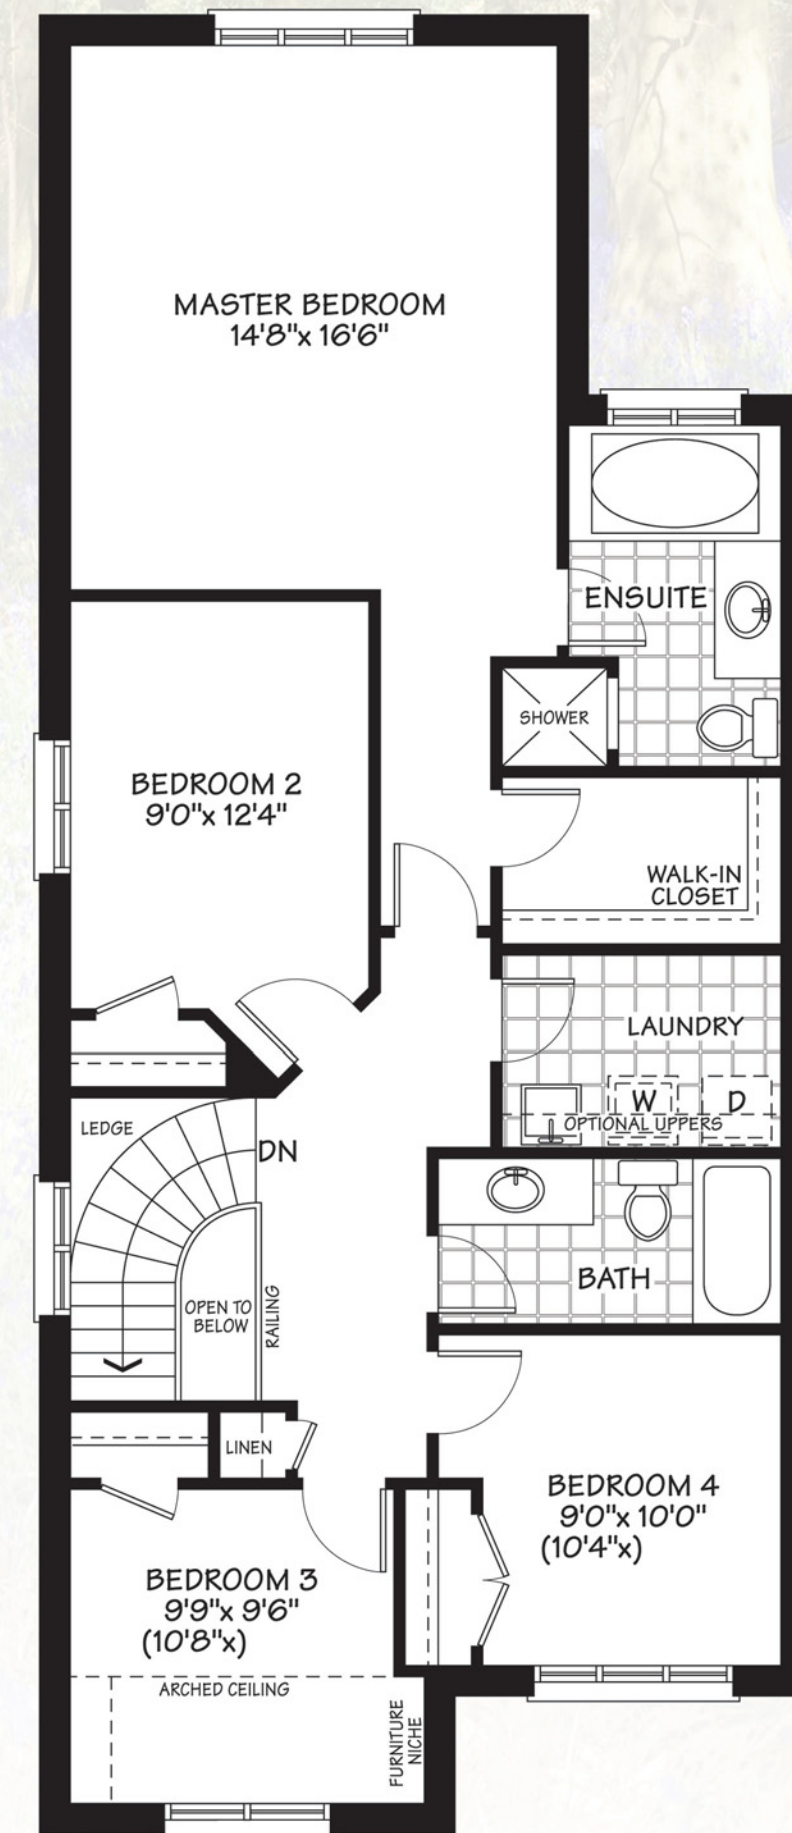 MASTER BEDROOM
14'8"x 16'6"
ENSUITE
SHOWER
BEDROOM 2
9'0"x 12'4"
WALK-IN
CLOSET
LAUNDRY
W
D
OPTIONAL UPPERS
LEDGE
DN
BATH
OPEN TO
BELOW
RAILING
LINEN
BEDROOM 4
9'0"x 10'0"
(10'4"x)
BEDROOM 3
9'9"x 9'6"
(10'8"x)
ARCHED CEILING
FURNITURE
NICHE